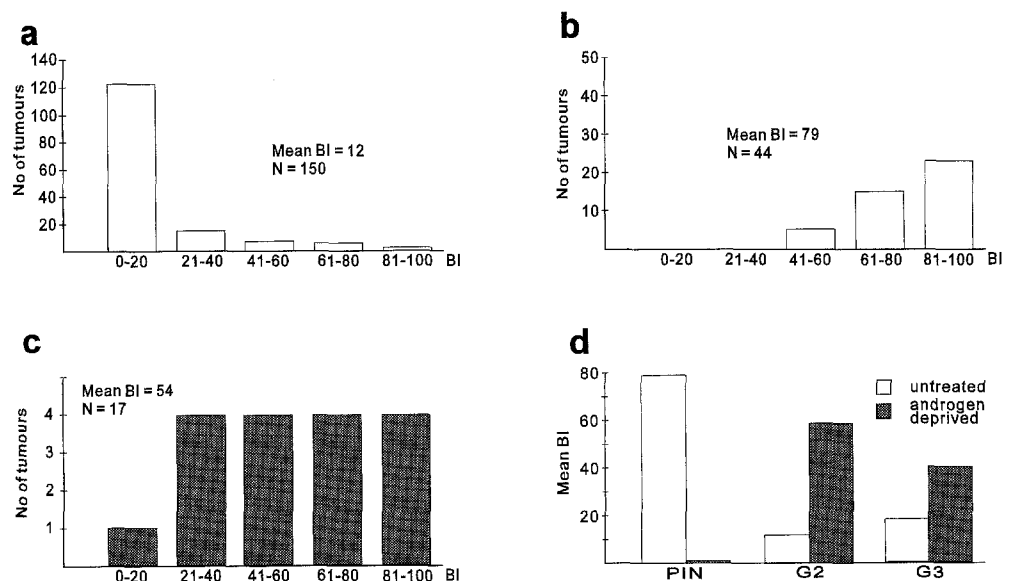 a
140
120
100
80
60
40
20
No of tumours
Mean BI = 12
N = 150
0-20 21-40 41-60 61-80 81-100 BI
b
50
40
30
20
10
No of tumours
Mean BI = 79
N = 44
0-20 21-40 41-60 61-80 81-100 BI
c
4
3
2
1
No of tumours
Mean BI = 54
N = 17
0-20 21-40 41-60 61-80 81-100 BI
d
80
60
40
20
Mean BI
untreated
androgen
deprived
PIN G2 G3